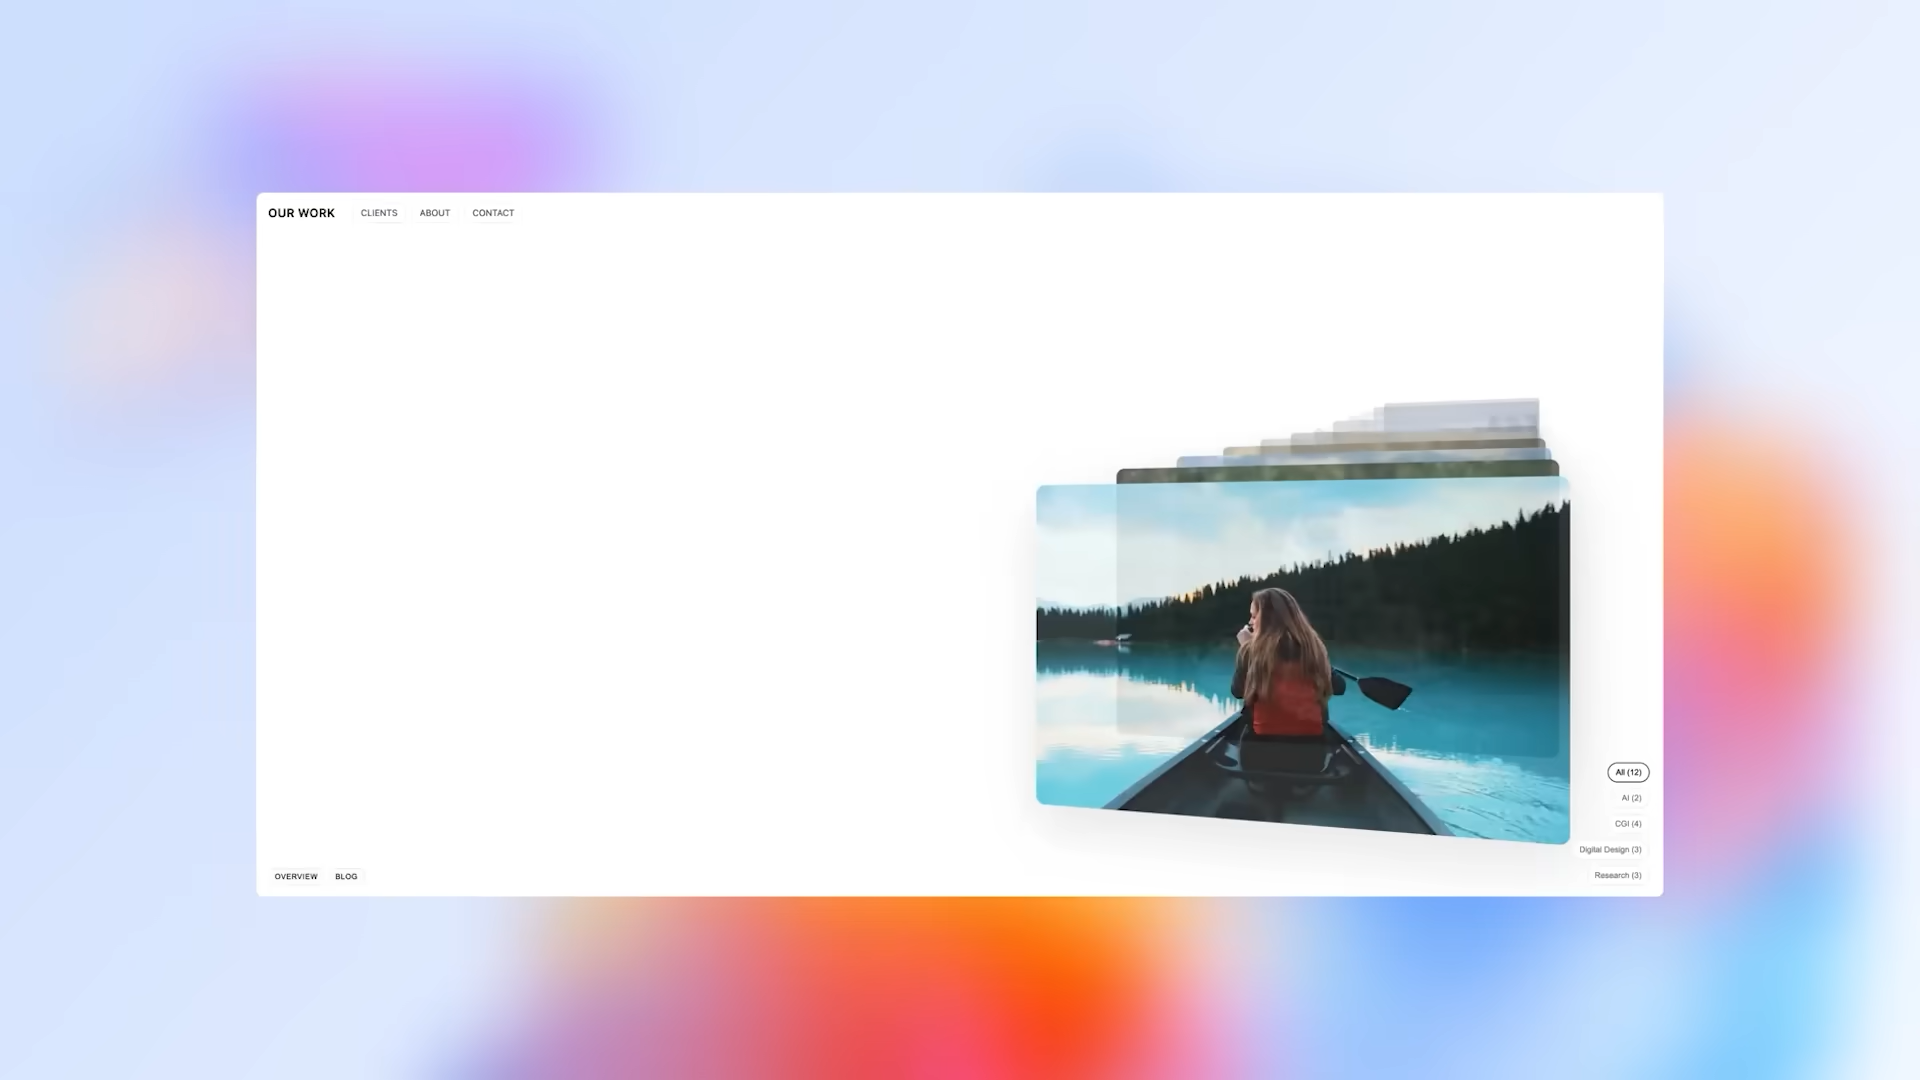 OUR WORK CLIENTS ABOUT CONTACT
All (12)
AI (2)
CGI (4)
Digital Design (3)
Research (3)
OVERVIEW BLOG